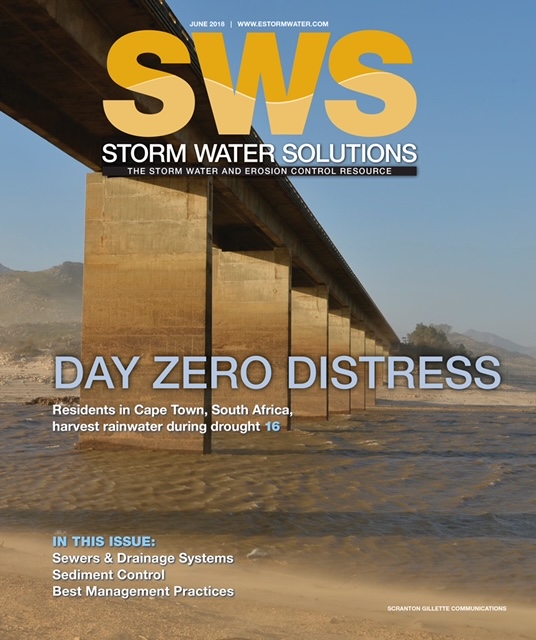 JUNE 2018 | WWW.ESTORMWATER.COM
SWS
STORM WATER SOLUTIONS
THE STORM WATER AND EROSION CONTROL RESOURCE
DAY ZERO DISTRESS
Residents in Cape Town, South Africa,
harvest rainwater during drought 16
IN THIS ISSUE:
Sewers & Drainage Systems
Sediment Control
Best Management Practices
SCRANTON GILLETTE COMMUNICATIONS